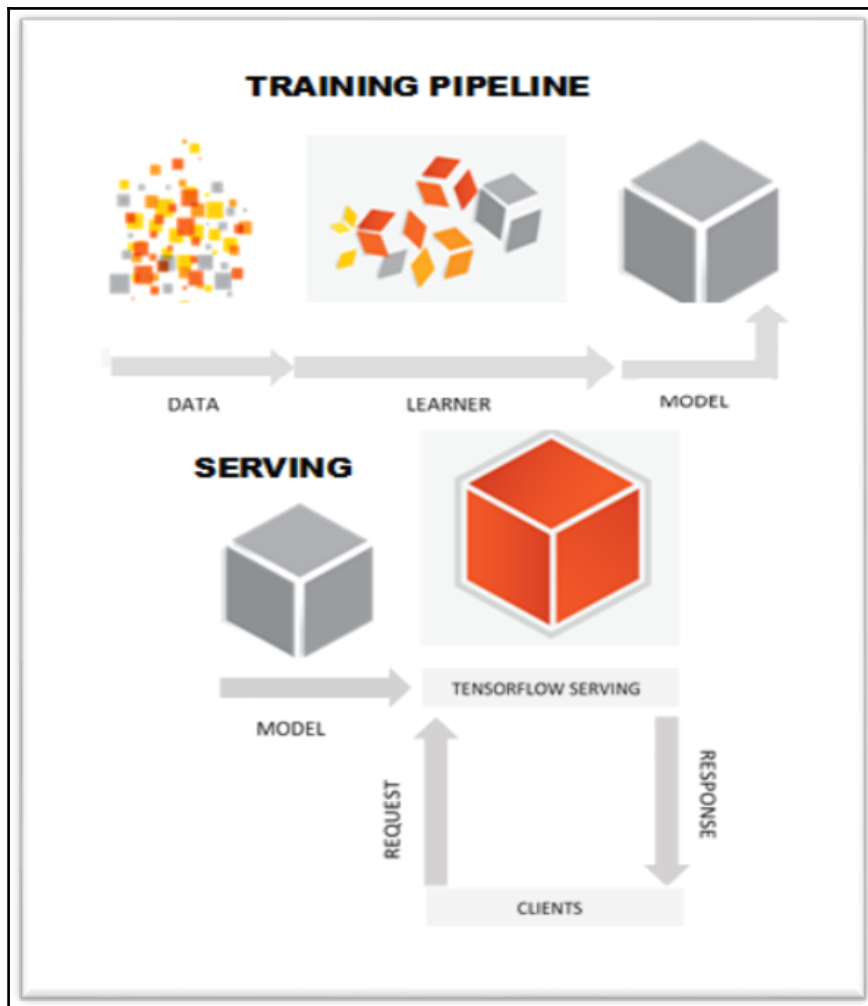 TRAINING PIPELINE
DATA
LEARNER
MODEL
SERVING
MODEL
TENSORFLOW SERVING
REQUEST
RESPONSE
CLIENTS